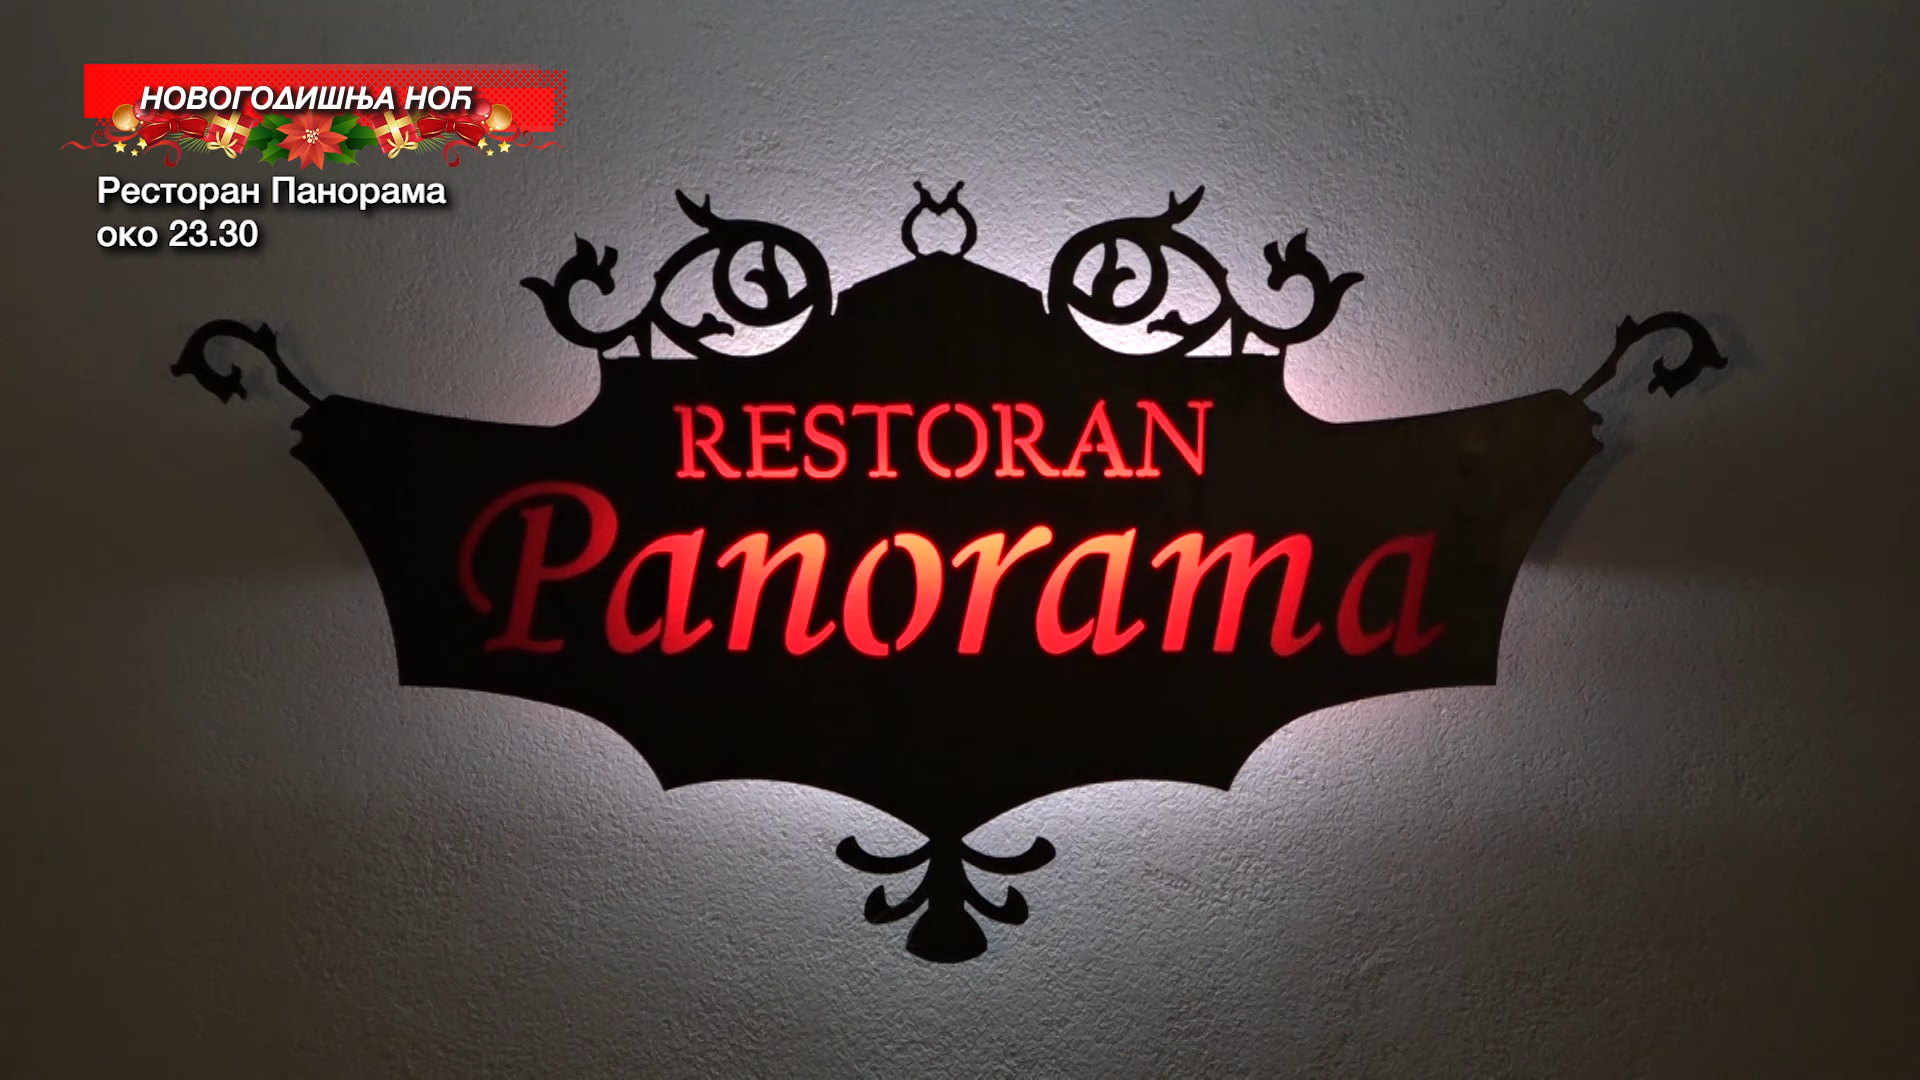 НОВОГОДИШЊА НОЋ
Ресторан Панорама
око 23.30
RESTORAN
Panorama